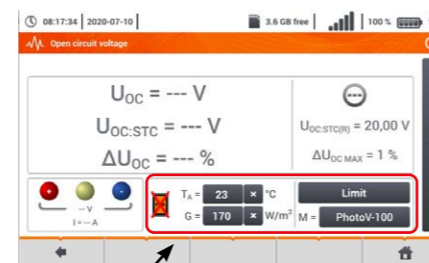 08:17:34 | 2020-07-10 | 3.6 GB free | 100 %
Open circuit voltage
UOC = --- V
UOC:STC = --- V
UOC:STC(R) = 20,00 V
ΔUOC = --- %
ΔUOC MAX = 1 %
+ -
--V
I = --A
TA = 23 × °C
Limit
G = 170 × W/m²
M = PhotoV-100